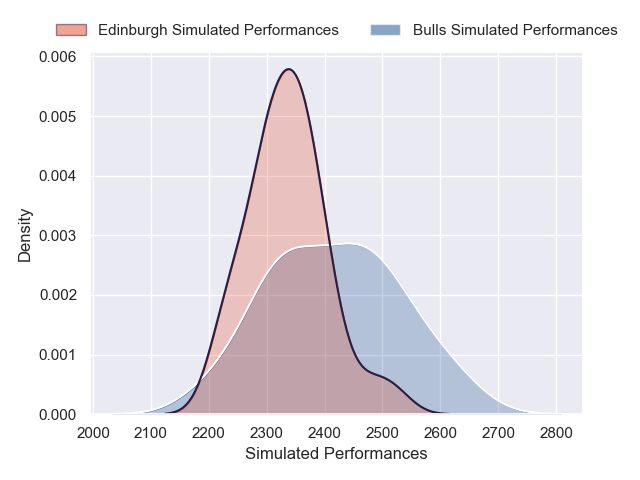 Edinburgh Simulated Performances Bulls Simulated Performances
0.006
0.005
0.004
0.003
0.002
0.001
0.000
Density
2000 2100 2200 2300 2400 2500 2600 2700 2800
Simulated Performances